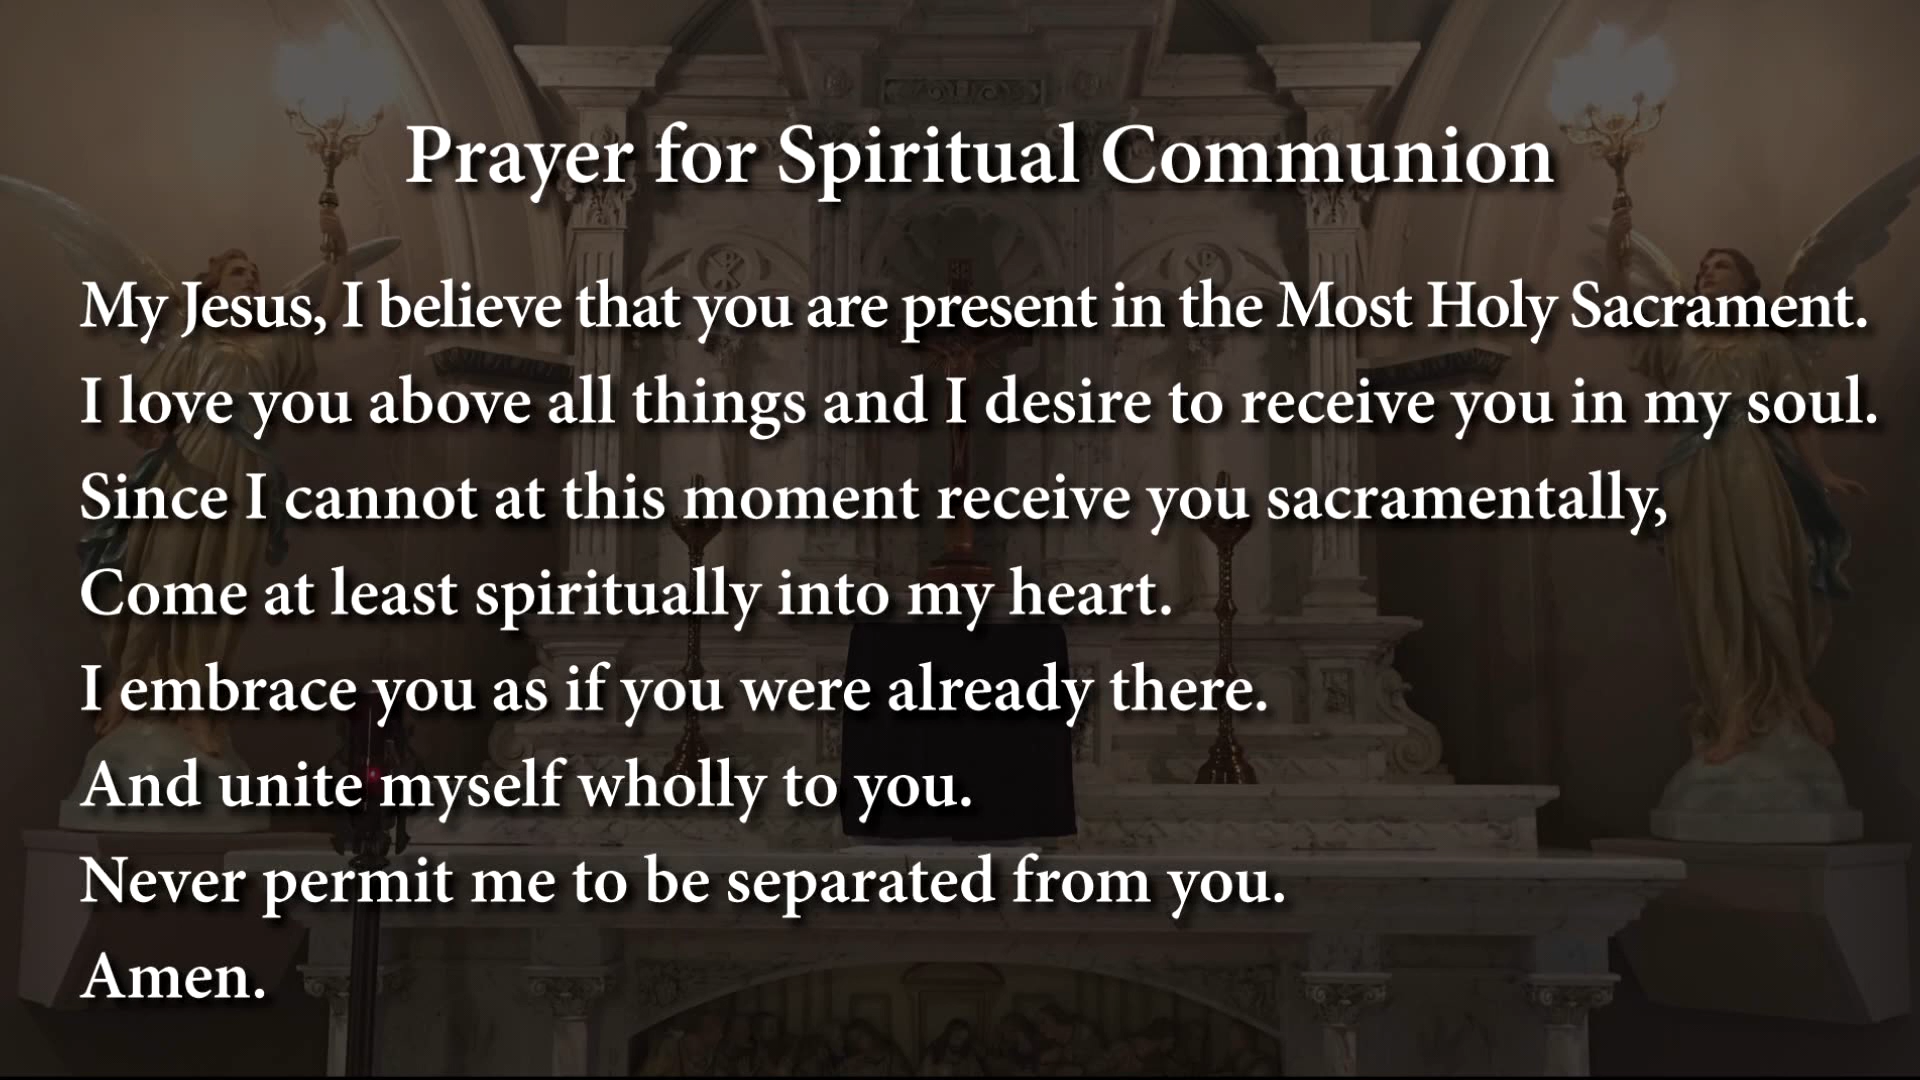 Prayer for Spiritual Communion
My Jesus, I believe that you are present in the Most Holy Sacrament.
I love you above all things and I desire to receive you in my soul.
Since I cannot at this moment receive you sacramentally,
Come at least spiritually into my heart.
I embrace you as if you were already there.
And unite myself wholly to you.
Never permit me to be separated from you.
Amen.